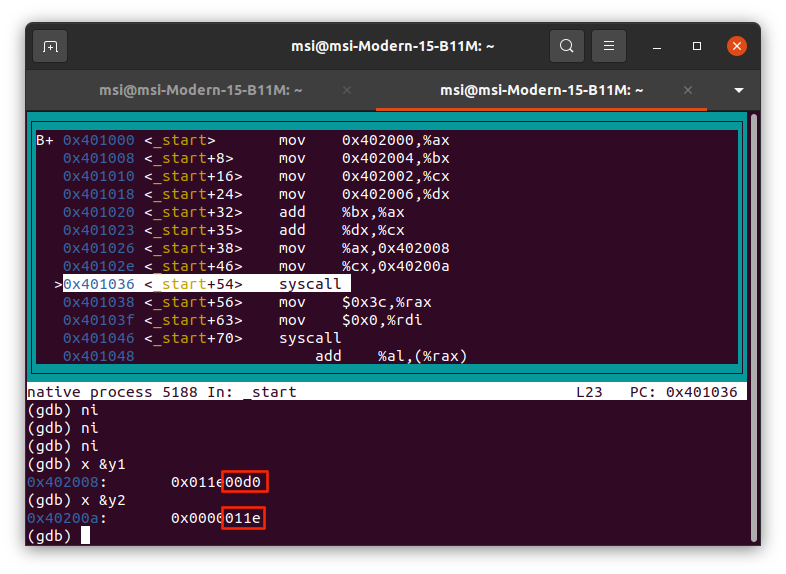 msi@msi-Modern-15-B11M: ~
msi@msi-Modern-15-B11M: ~ × msi@msi-Modern-15-B11M: ~ ×
B+ 0x401000 <_start> mov 0x402000,%ax
0x401008 <_start+8> mov 0x402004,%bx
0x401010 <_start+16> mov 0x402002,%cx
0x401018 <_start+24> mov 0x402006,%dx
0x401020 <_start+32> add %bx,%ax
0x401023 <_start+35> add %dx,%cx
0x401026 <_start+38> mov %ax,0x402008
0x40102e <_start+46> mov %cx,0x40200a
>0x401036 <_start+54> syscall
0x401038 <_start+56> mov $0x3c,%rax
0x40103f <_start+63> mov $0x0,%rdi
0x401046 <_start+70> syscall
0x401048 add %al,(%rax)
native process 5188 In: _start L23 PC: 0x401036
(gdb) ni
(gdb) ni
(gdb) ni
(gdb) x &y1
0x402008: 0x011e00d0
(gdb) x &y2
0x40200a: 0x0000011e
(gdb)